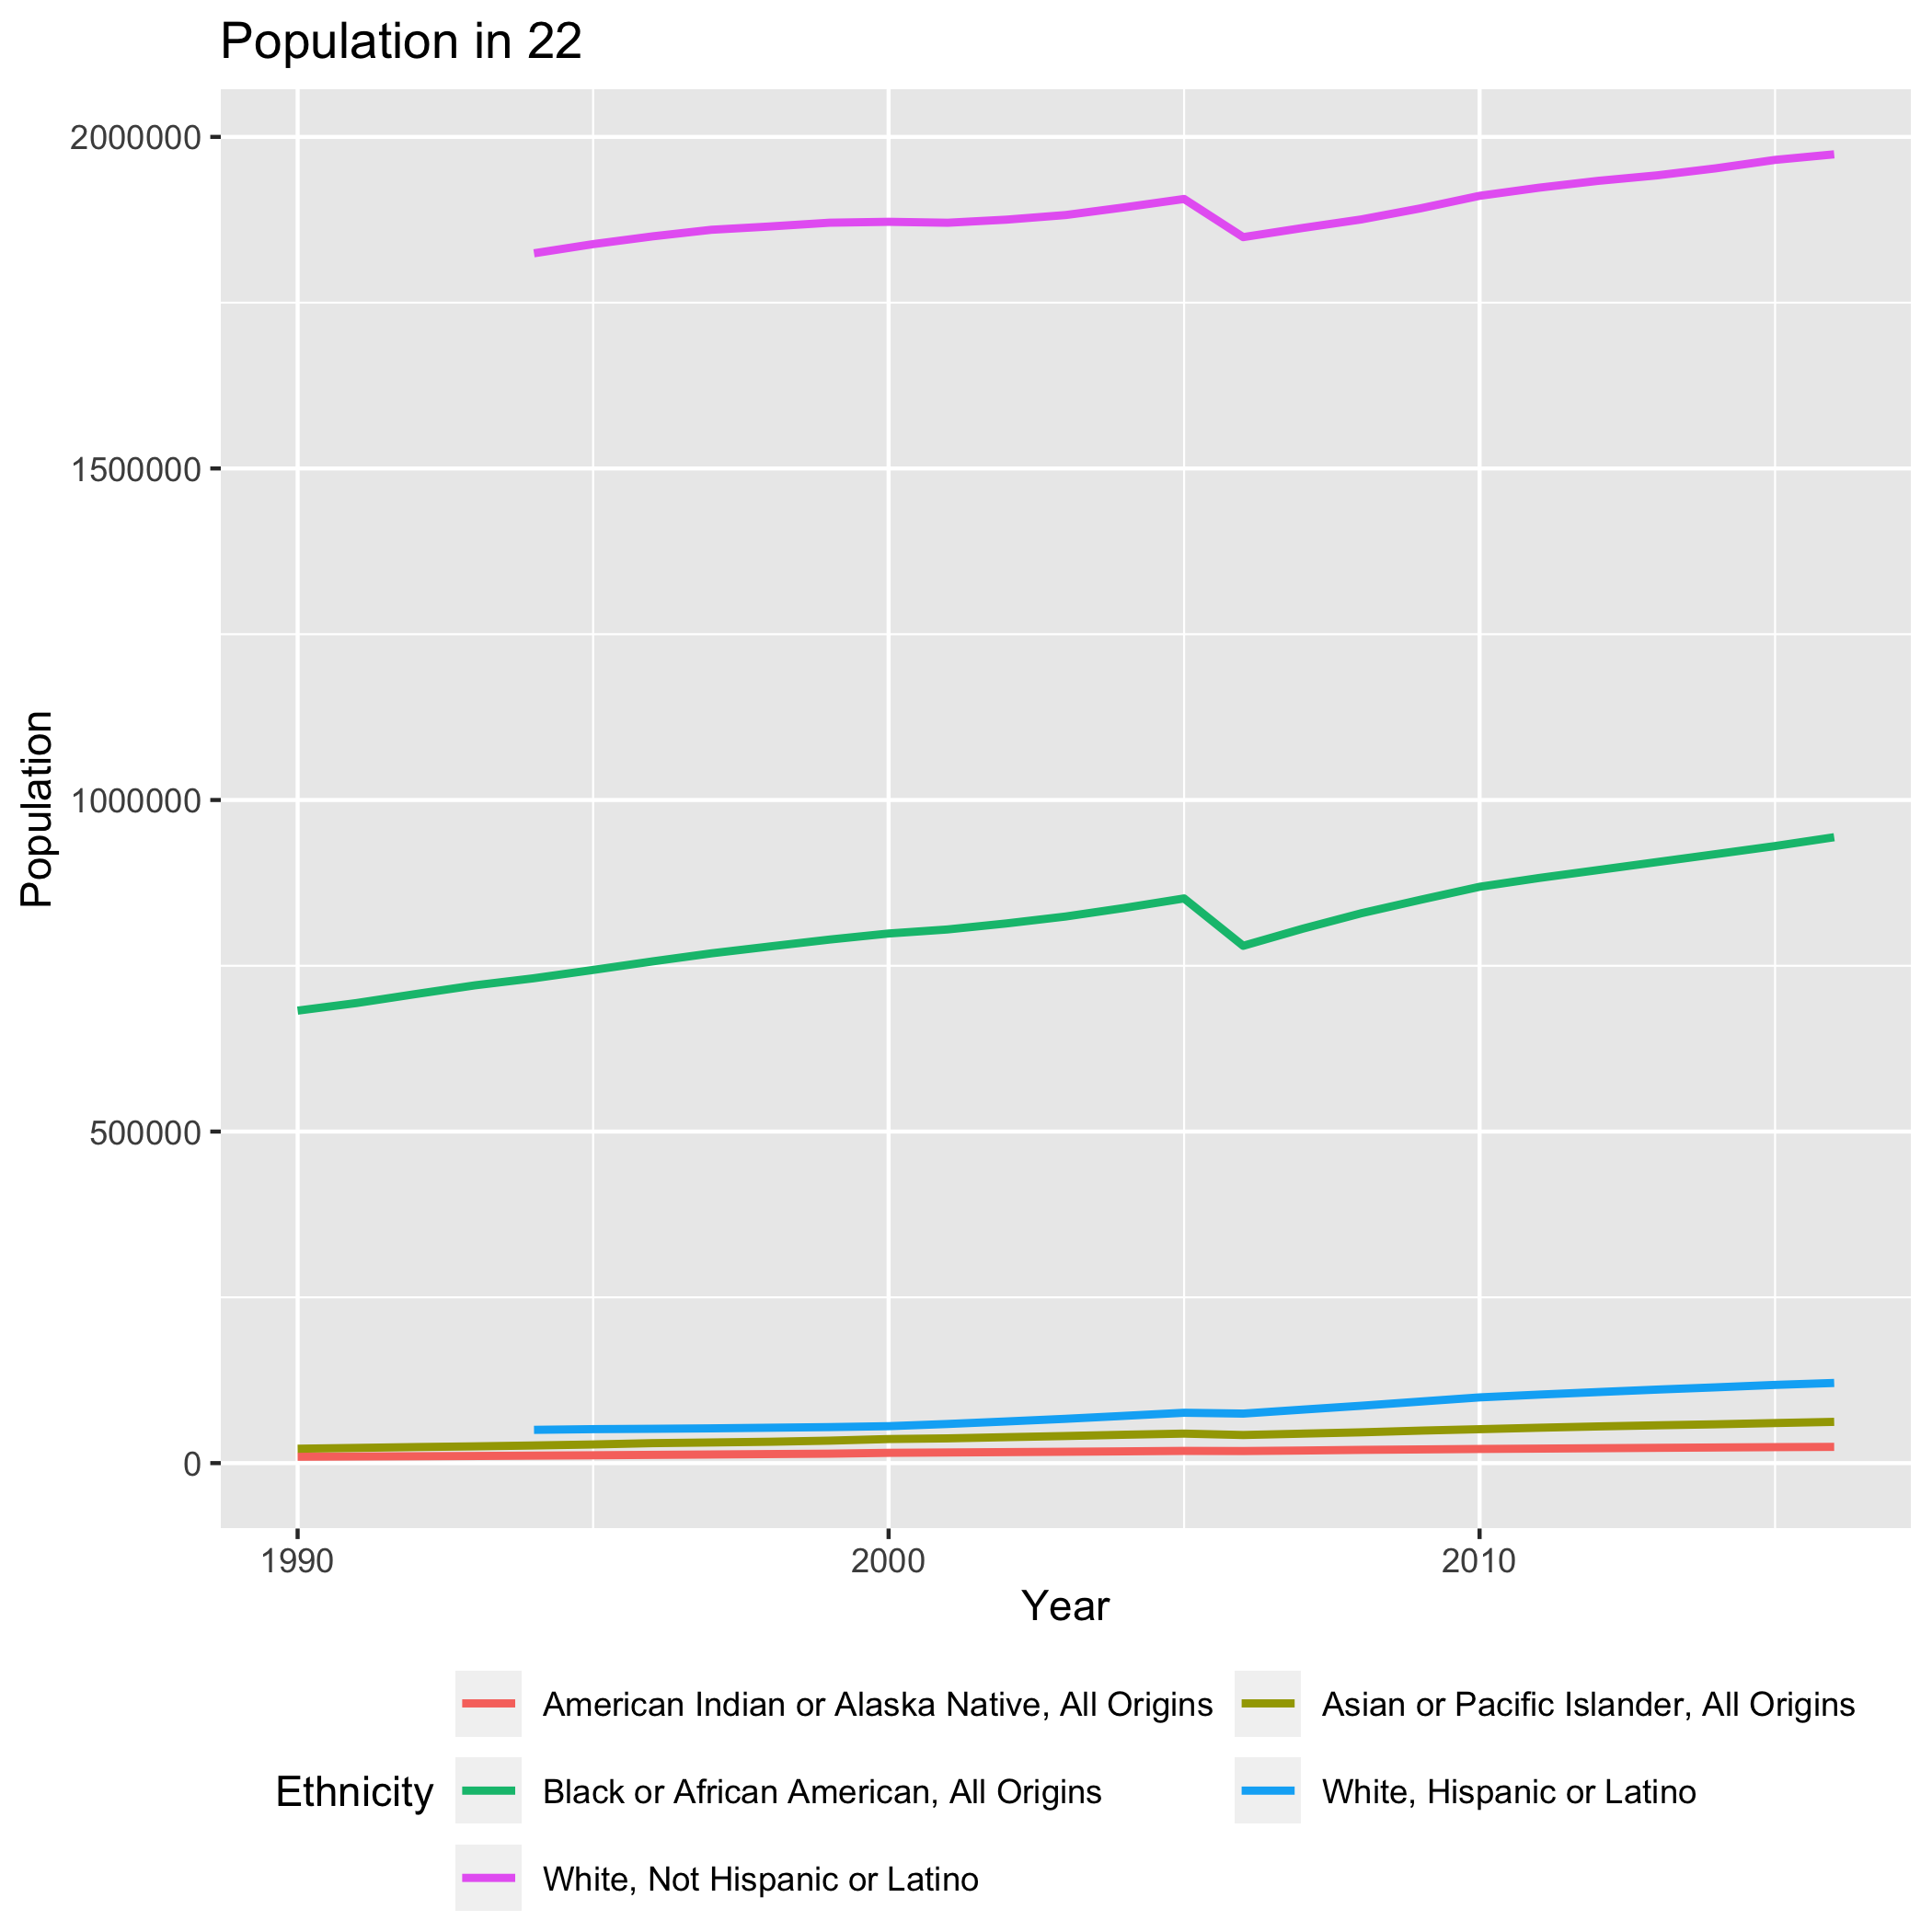 Population in 22
2000000
1500000
1000000
500000
0
Population
1990 2000 2010
Year
Ethnicity
American Indian or Alaska Native, All Origins
Asian or Pacific Islander, All Origins
Black or African American, All Origins
White, Hispanic or Latino
White, Not Hispanic or Latino